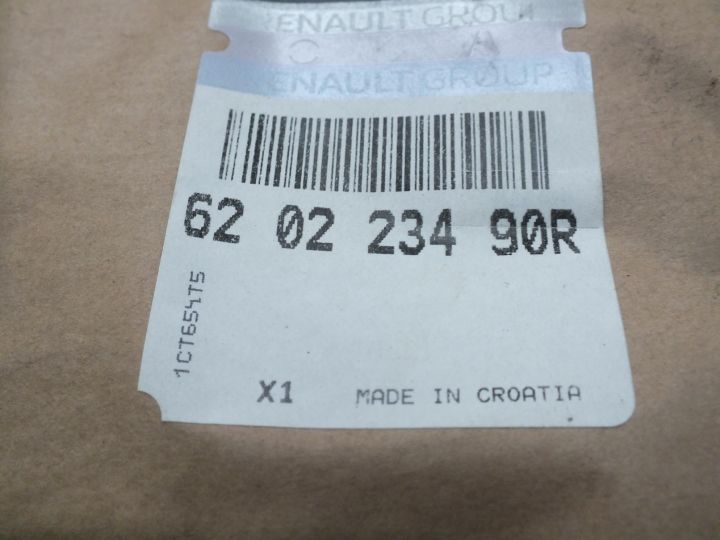 RENAULT GROUP
RENAULT GROUP
62 02 234 90R
1CT654T5
X1
MADE IN CROATIA